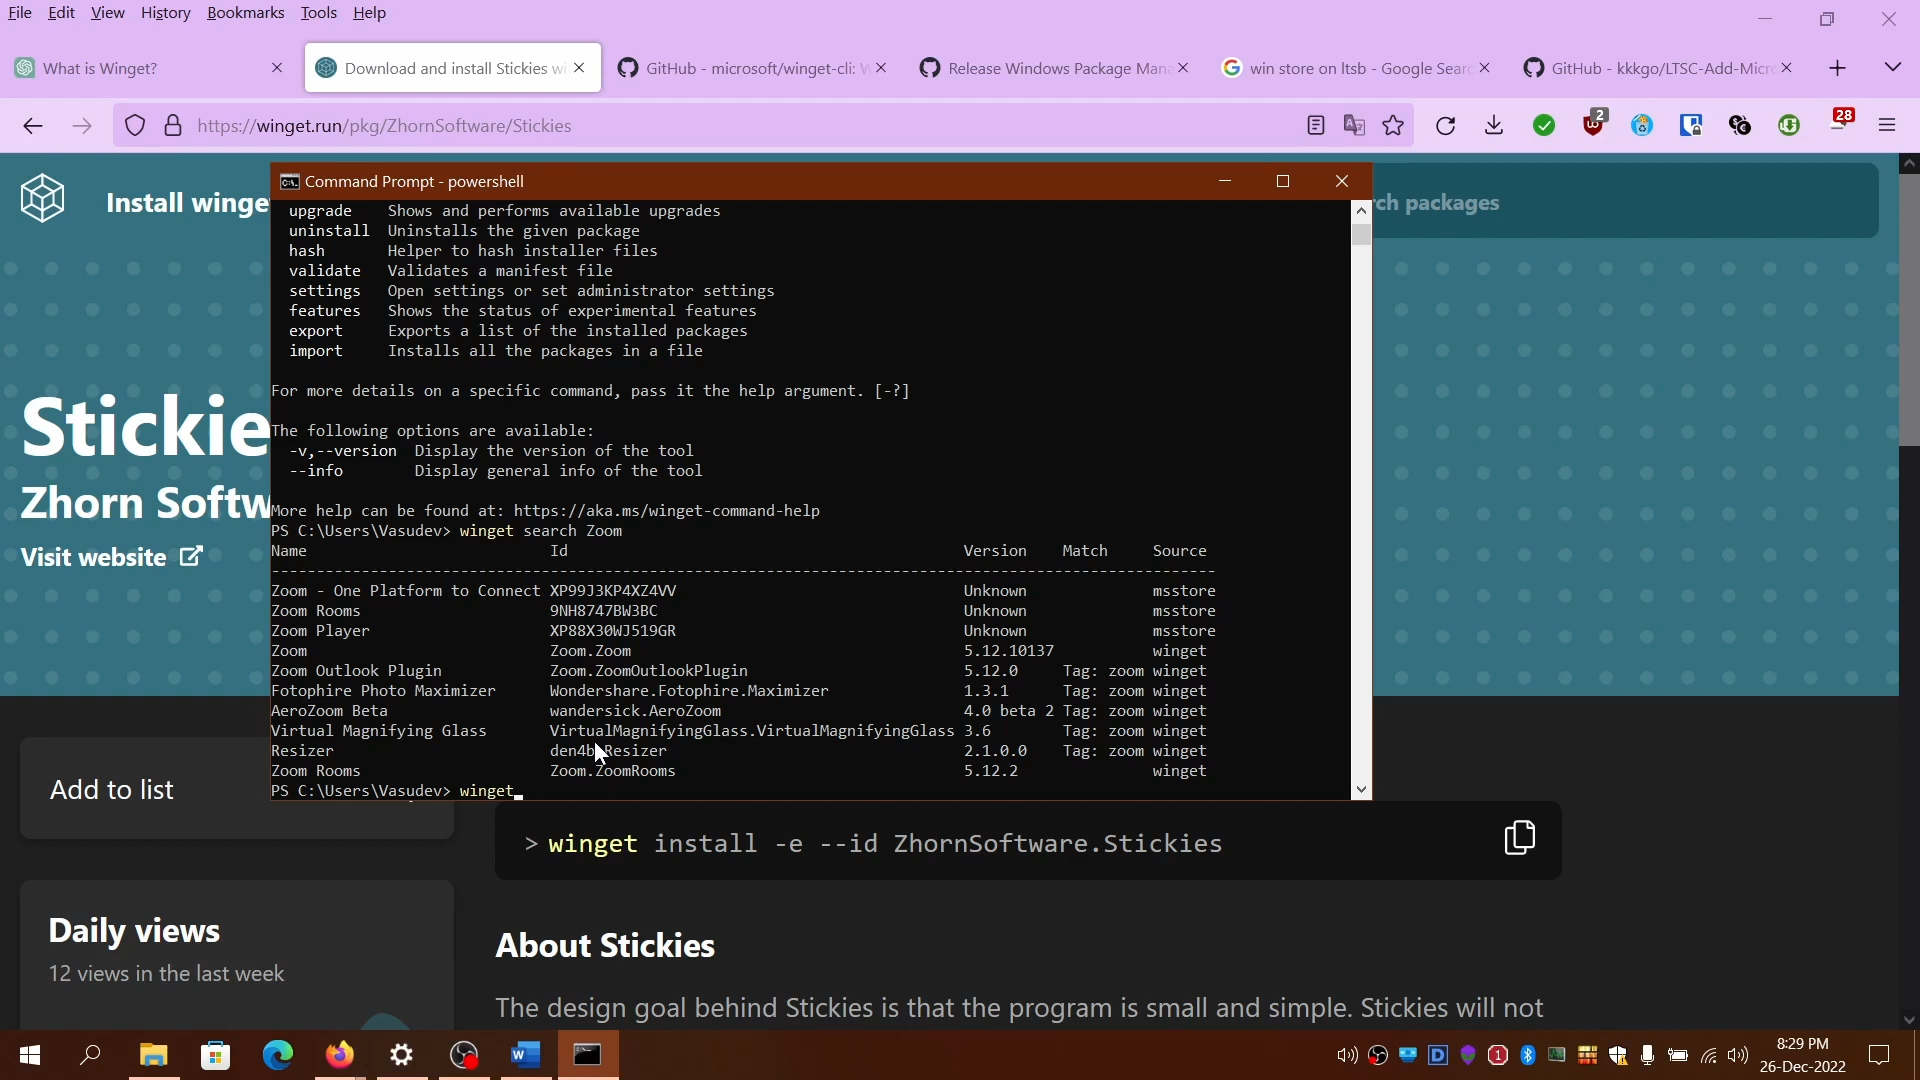 File Edit View History Bookmarks Tools Help
What is Winget?
Download and install Stickies wi
GitHub - microsoft/winget-cli: W
Release Windows Package Mana
win store on ltsb - Google Searc
GitHub - kkkgo/LTSC-Add-Micro
https://winget.run/pkg/ZhornSoftware/Stickies
2
28
Install winge
rch packages
Command Prompt - powershell
upgrade Shows and performs available upgrades
uninstall Uninstalls the given package
hash Helper to hash installer files
validate Validates a manifest file
settings Open settings or set administrator settings
features Shows the status of experimental features
export Exports a list of the installed packages
import Installs all the packages in a file
For more details on a specific command, pass it the help argument. [-?]
The following options are available:
-v,--version Display the version of the tool
--info Display general info of the tool
More help can be found at: https://aka.ms/winget-command-help
PS C:\Users\Vasudev> winget search Zoom
Name Id Version Match Source
Zoom - One Platform to Connect XP99J3KP4XZ4VV Unknown msstore
Zoom Rooms 9NH8747BW3BC Unknown msstore
Zoom Player XP88X30WJ519GR Unknown msstore
Zoom Zoom.Zoom 5.12.10137 winget
Zoom Outlook Plugin Zoom.ZoomOutlookPlugin 5.12.0 Tag: zoom winget
Fotophire Photo Maximizer Wondershare.Fotophire.Maximizer 1.3.1 Tag: zoom winget
AeroZoom Beta wandersick.AeroZoom 4.0 beta 2 Tag: zoom winget
Virtual Magnifying Glass VirtualMagnifyingGlass.VirtualMagnifyingGlass 3.6 Tag: zoom winget
Resizer den4b.Resizer 2.1.0.0 Tag: zoom winget
Zoom Rooms Zoom.ZoomRooms 5.12.2 winget
PS C:\Users\Vasudev> winget
Stickie
Zhorn Softw
Visit website
Add to list
> winget install -e --id ZhornSoftware.Stickies
Daily views
12 views in the last week
About Stickies
The design goal behind Stickies is that the program is small and simple. Stickies will not
8:29 PM
26-Dec-2022